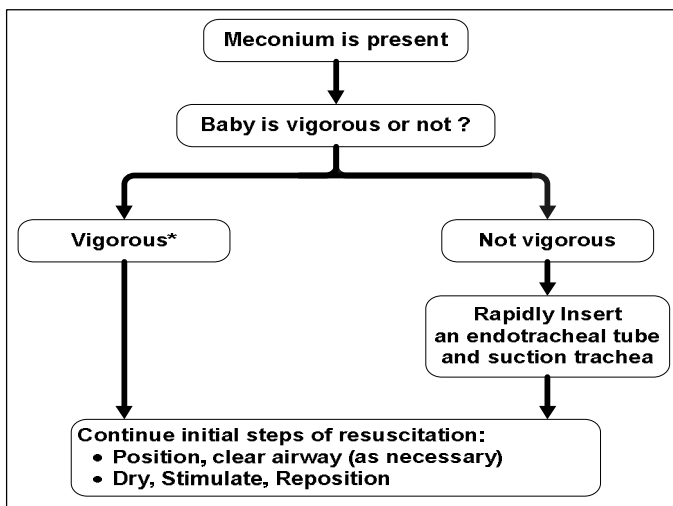 Meconium is present
Baby is vigorous or not ?
Vigorous*
Not vigorous
Rapidly Insert
an endotracheal tube
and suction trachea
Continue initial steps of resuscitation:
• Position, clear airway (as necessary)
• Dry, Stimulate, Reposition